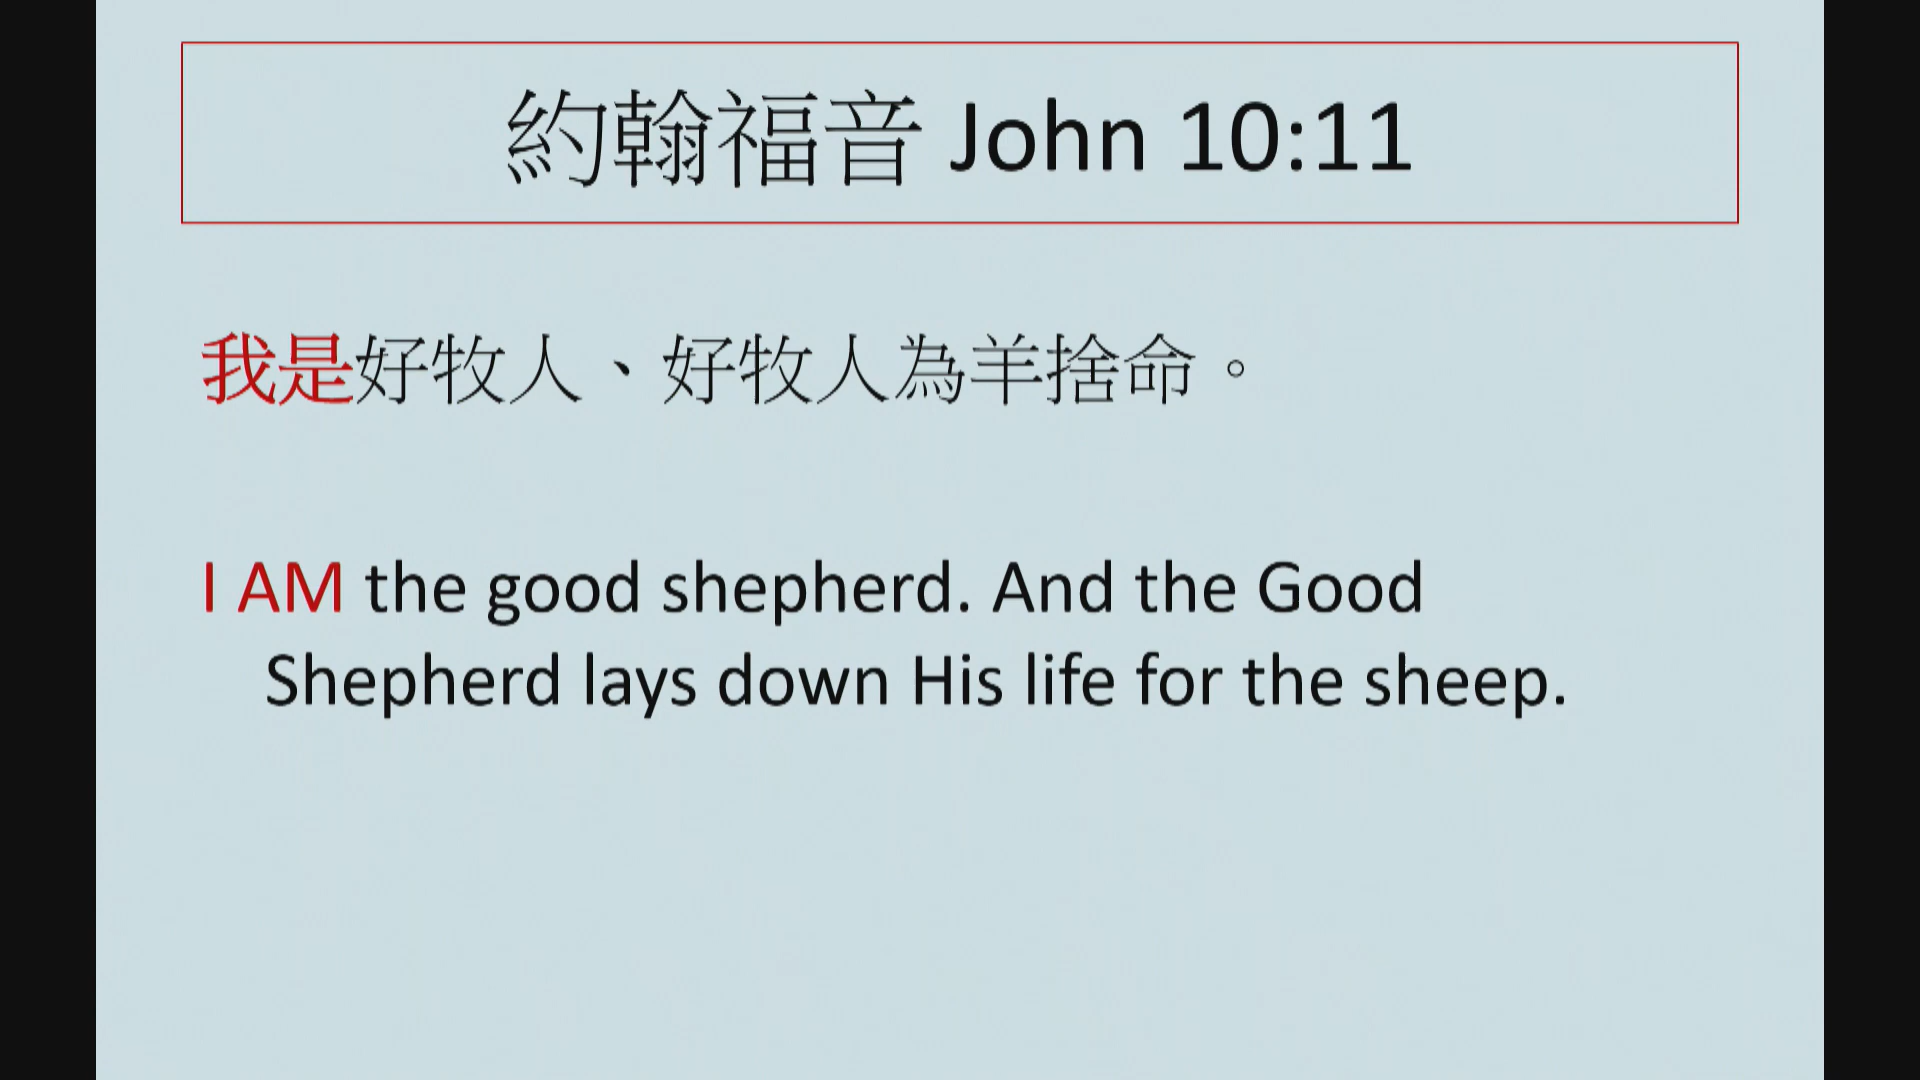 約翰福音 John 10:11
我是好牧人、好牧人為羊捨命。
I AM the good shepherd. And the Good
Shepherd lays down His life for the sheep.